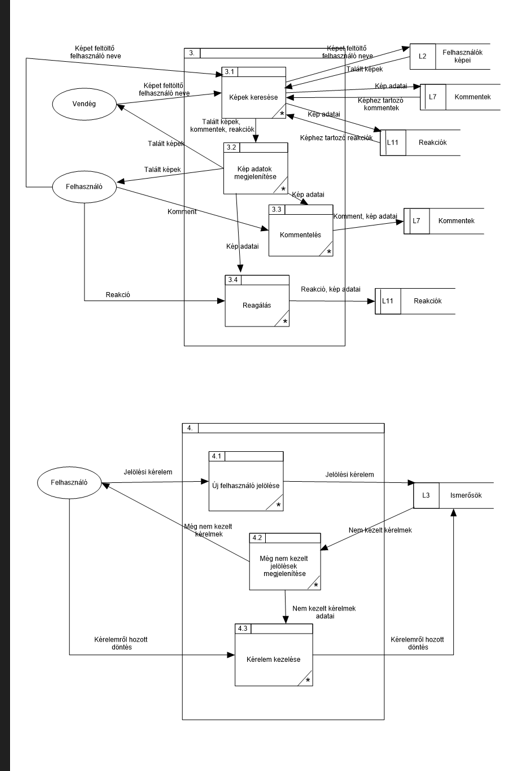 Képet feltöltő
felhasználó neve
3.
Képet feltöltő
felhasználó neve
L2
Felhasználók
képei
3.1
Képek keresése
*
Talált képek
Vendég
Képet feltöltő
felhasználó neve
Kép adatai
L7
Kommentek
Képhez tartozó
kommentek
Kép adatai
Talált képek,
kommentek, reakciók
Képhez tartozó reakciók
L11
Reakciók
Talált képek
3.2
Kép adatok
megjelenítése
*
Talált képek
Felhasználó
Kép adatai
Komment
3.3
Kommentelés
*
Komment, kép adatai
L7
Kommentek
Kép adatai
3.4
Reagálás
*
Reakció
Reakció, kép adatai
L11
Reakciók
4.
4.1
Új felhasználó jelölése
*
Felhasználó
Jelölési kérelem
Jelölési kérelem
L3
Ismerősök
Még nem kezelt
kérelmek
Nem kezelt kérelmek
4.2
Még nem kezelt
jelölések
megjelenítése
*
Nem kezelt kérelmek
adatai
4.3
Kérelem kezelése
*
Kérelemről hozott
döntés
Kérelemről hozott
döntés